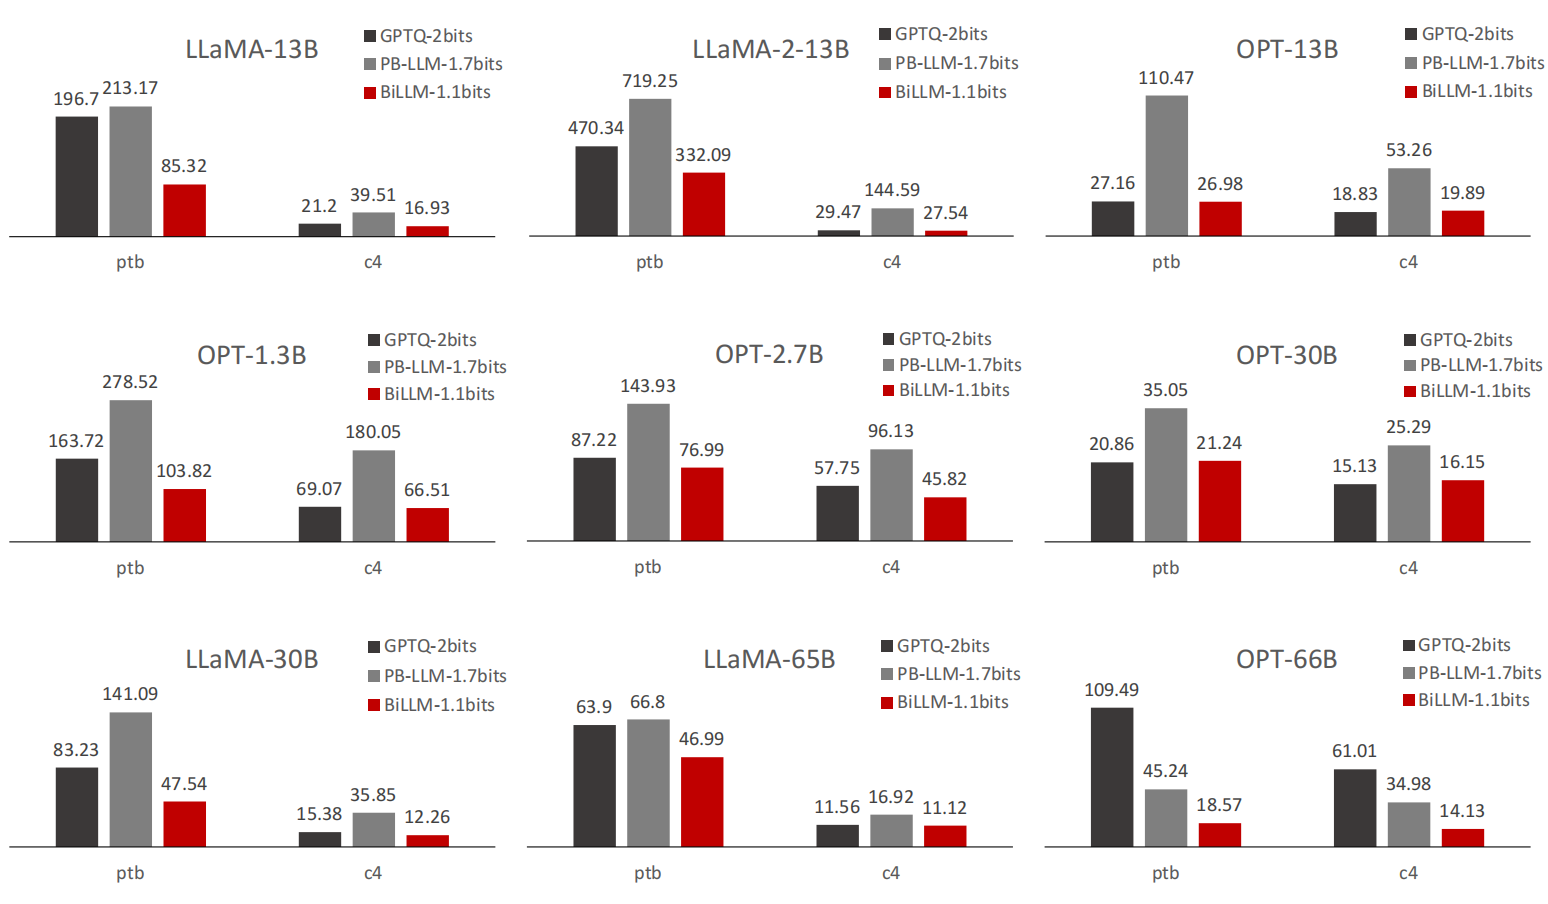 LLaMA-13B
GPTQ-2bits
PB-LLM-1.7bits
BiLLM-1.1bits
196.7
213.17
85.32
21.2
39.51
16.93
ptb
c4
LLaMA-2-13B
GPTQ-2bits
PB-LLM-1.7bits
BiLLM-1.1bits
470.34
719.25
332.09
29.47
144.59
27.54
ptb
c4
OPT-13B
GPTQ-2bits
PB-LLM-1.7bits
BiLLM-1.1bits
27.16
110.47
26.98
18.83
53.26
19.89
ptb
c4
OPT-1.3B
GPTQ-2bits
PB-LLM-1.7bits
BiLLM-1.1bits
163.72
278.52
103.82
69.07
180.05
66.51
ptb
c4
OPT-2.7B
GPTQ-2bits
PB-LLM-1.7bits
BiLLM-1.1bits
87.22
143.93
76.99
57.75
96.13
45.82
ptb
c4
OPT-30B
GPTQ-2bits
PB-LLM-1.7bits
BiLLM-1.1bits
20.86
35.05
21.24
15.13
25.29
16.15
ptb
c4
LLaMA-30B
GPTQ-2bits
PB-LLM-1.7bits
BiLLM-1.1bits
83.23
141.09
47.54
15.38
35.85
12.26
ptb
c4
LLaMA-65B
GPTQ-2bits
PB-LLM-1.7bits
BiLLM-1.1bits
63.9
66.8
46.99
11.56
16.92
11.12
ptb
c4
OPT-66B
GPTQ-2bits
PB-LLM-1.7bits
BiLLM-1.1bits
109.49
45.24
18.57
61.01
34.98
14.13
ptb
c4